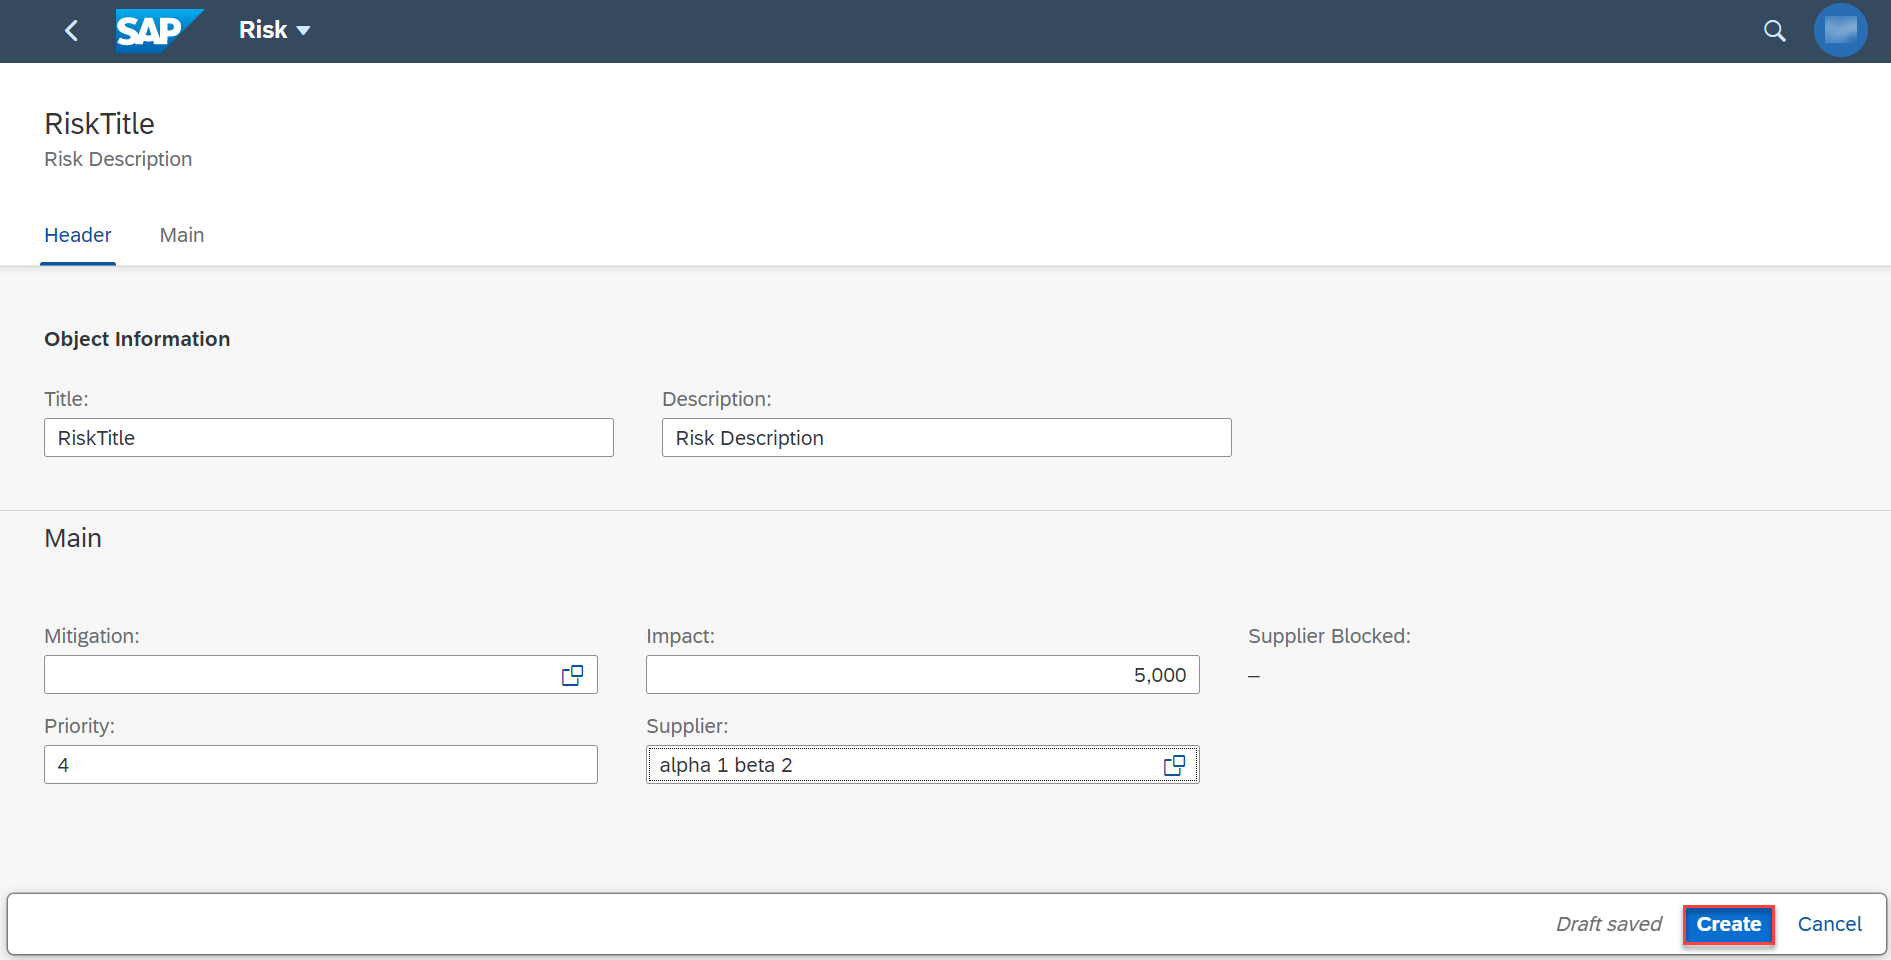 SAP Risk
RiskTitle
Risk Description
Header Main
Object Information
Title: Description:
RiskTitle Risk Description
Main
Mitigation: Impact: Supplier Blocked:
5,000 –
Priority: Supplier:
4 alpha 1 beta 2
Draft saved Create Cancel